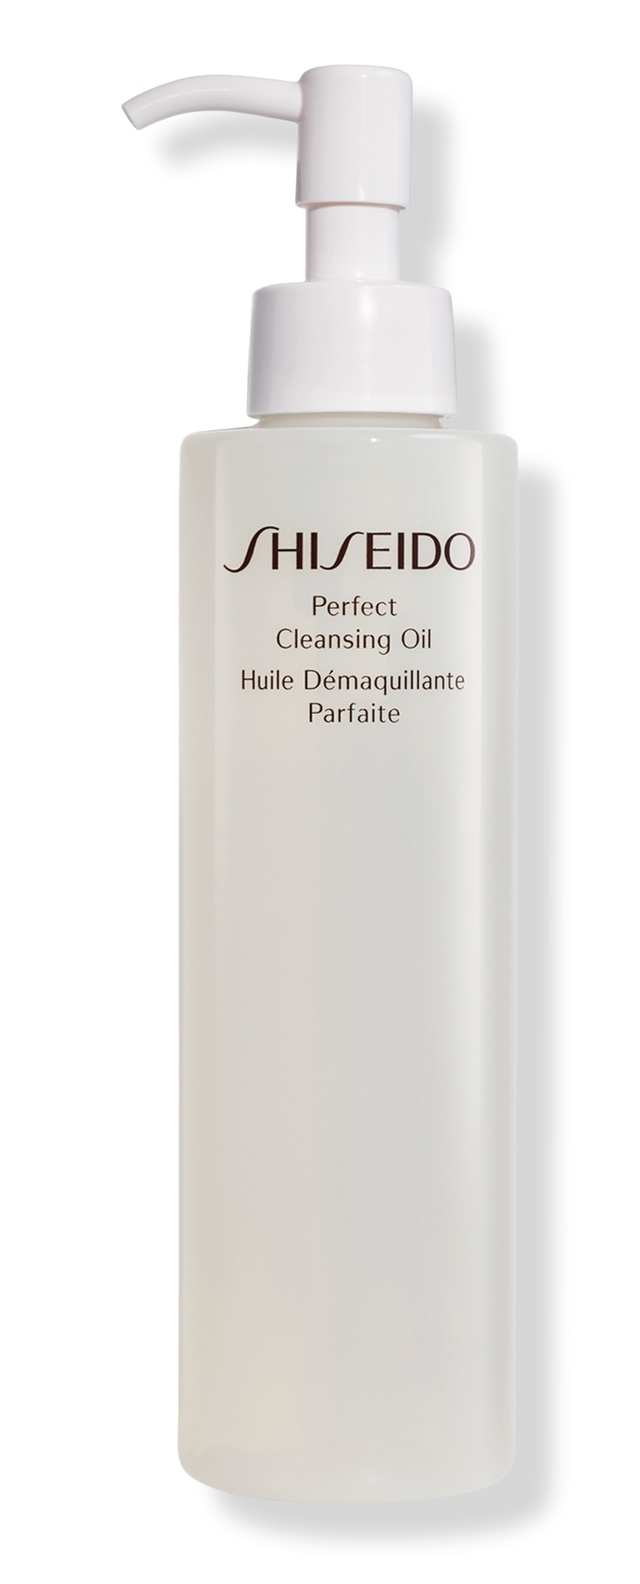 SHISEIDO
Perfect
Cleansing Oil
Huile Démaquillante
Parfaite